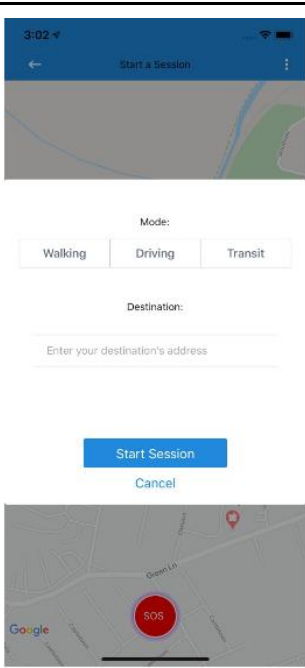 3:02
Start a Session
Mode:
Walking Driving Transit
Destination:
Enter your destination's address
Start Session
Cancel
Green Ln
SOS
Google